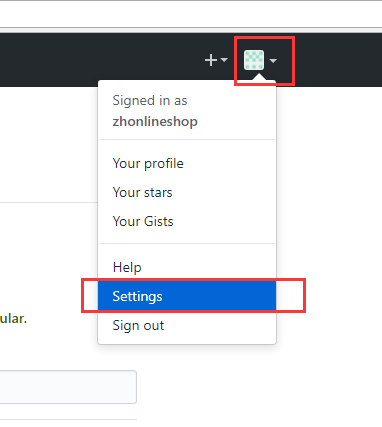 Signed in as
zhonlineshop
Your profile
Your stars
Your Gists
Help
Settings
Sign out
ular.